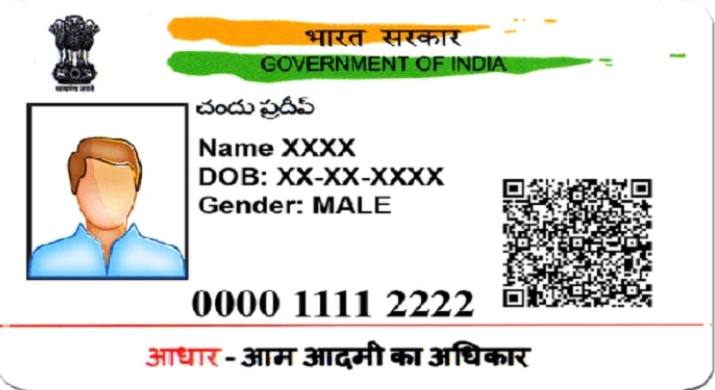 भारत सरकार
GOVERNMENT OF INDIA
सत्यमेव जयते
చందు ప్రదీప్
Name XXXX
DOB: XX-XX-XXXX
Gender: MALE
0000 1111 2222
आधार - आम आदमी का अधिकार